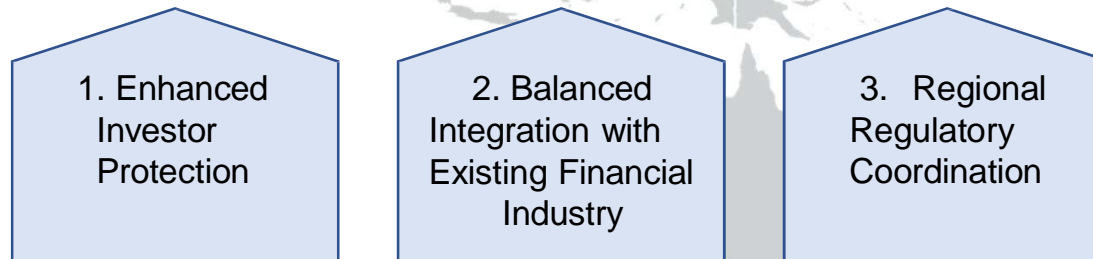 1. Enhanced
Investor
Protection
2. Balanced
Integration with
Existing Financial
Industry
3. Regional
Regulatory
Coordination